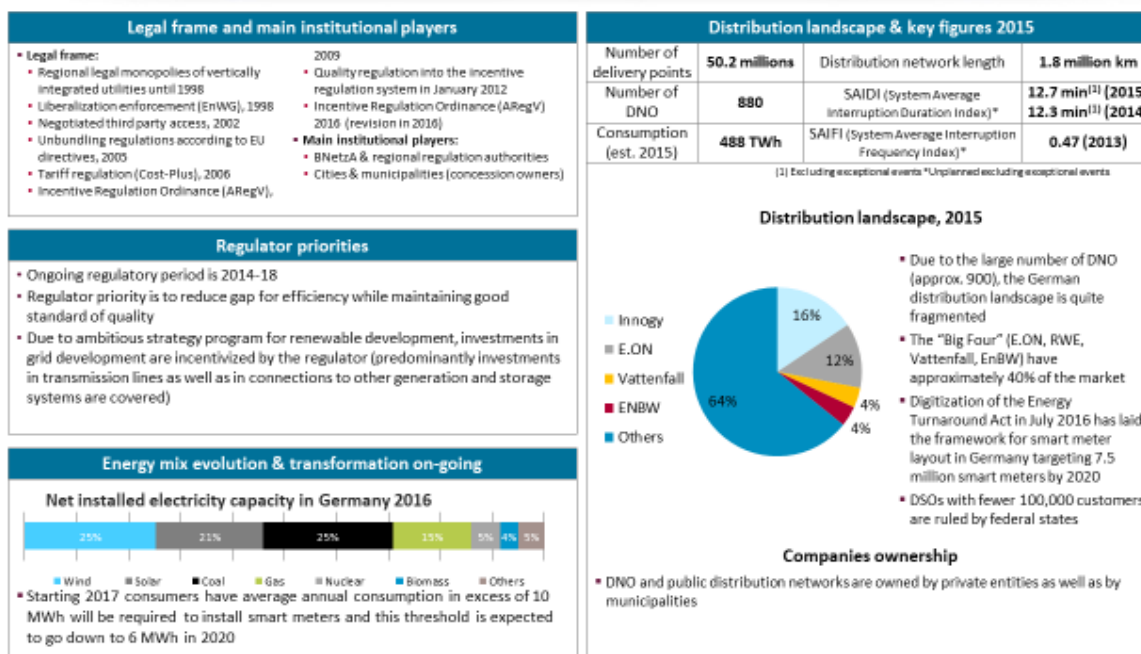 Legal frame and main institutional players
▪ Legal frame:
▪ Regional legal monopolies of vertically
integrated utilities until 1998
▪ Liberalization enforcement (EnWG), 1998
▪ Negotiated third party access, 2002
▪ Unbundling regulations according to EU
directives, 2005
▪ Tariff regulation (Cost-Plus), 2006
▪ Incentive Regulation Ordinance (ARegV),
2009
▪ Quality regulation into the incentive
regulation system in January 2012
▪ Incentive Regulation Ordinance (ARegV)
2016 (revision in 2016)
▪ Main institutional players:
▪ BNetzA & regional regulation authorities
▪ Cities & municipalities (concession owners)
Regulator priorities
▪ Ongoing regulatory period is 2014-18
▪ Regulator priority is to reduce gap for efficiency while maintaining good
standard of quality
▪ Due to ambitious strategy program for renewable development, investments in
grid development are incentivized by the regulator (predominantly investments
in transmission lines as well as in connections to other generation and storage
systems are covered)
Energy mix evolution & transformation on-going
Net installed electricity capacity in Germany 2016
25% 21% 25% 15% 5% 4% 5%
Wind Solar Coal Gas Nuclear Biomass Others
▪ Starting 2017 consumers have average annual consumption in excess of 10
MWh will be required to install smart meters and this threshold is expected
to go down to 6 MWh in 2020
Distribution landscape & key figures 2015
Number of
delivery points
50.2 millions
Distribution network length
1.8 million km
Number of
DNO
880
SAIDI (System Average
Interruption Duration Index)*
12.7 min(1) (2015
12.3 min(1) (2014
Consumption
(est. 2015)
488 TWh
SAIFI (System Average Interruption
Frequency Index)*
0.47 (2013)
(1) Excluding exceptional events *Unplanned excluding exceptional events
Distribution landscape, 2015
Innogy
E.ON
Vattenfall
ENBW
Others
16%
12%
4%
4%
64%
▪ Due to the large number of DNO
(approx. 900), the German
distribution landscape is quite
fragmented
▪ The "Big Four" (E.ON, RWE,
Vattenfall, EnBW) have
approximately 40% of the market
▪ Digitization of the Energy
Turnaround Act in July 2016 has laid
the framework for smart meter
layout in Germany targeting 7.5
million smart meters by 2020
▪ DSOs with fewer 100,000 customers
are ruled by federal states
Companies ownership
▪ DNO and public distribution networks are owned by private entities as well as by
municipalities